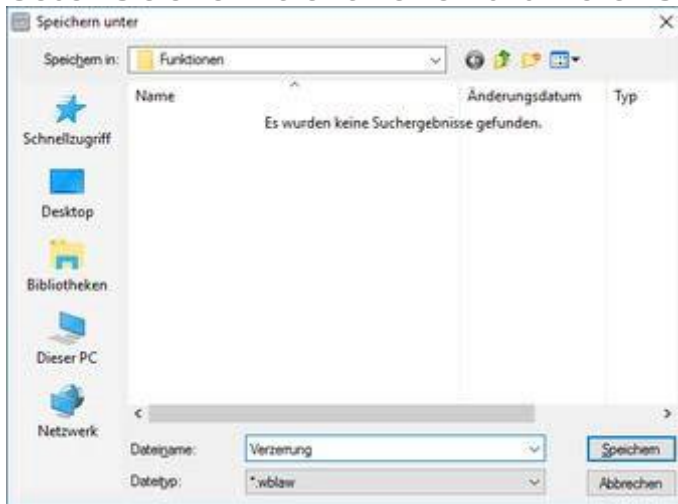 Speichern unter
Speichern in:
Funktionen
Name
Änderungsdatum
Typ
Es wurden keine Suchergebnisse gefunden.
Schnellzugriff
Desktop
Bibliotheken
Dieser PC
Netzwerk
Dateiname:
Verzerrung
Speichern
Dateityp:
*.wblaw
Abbrechen